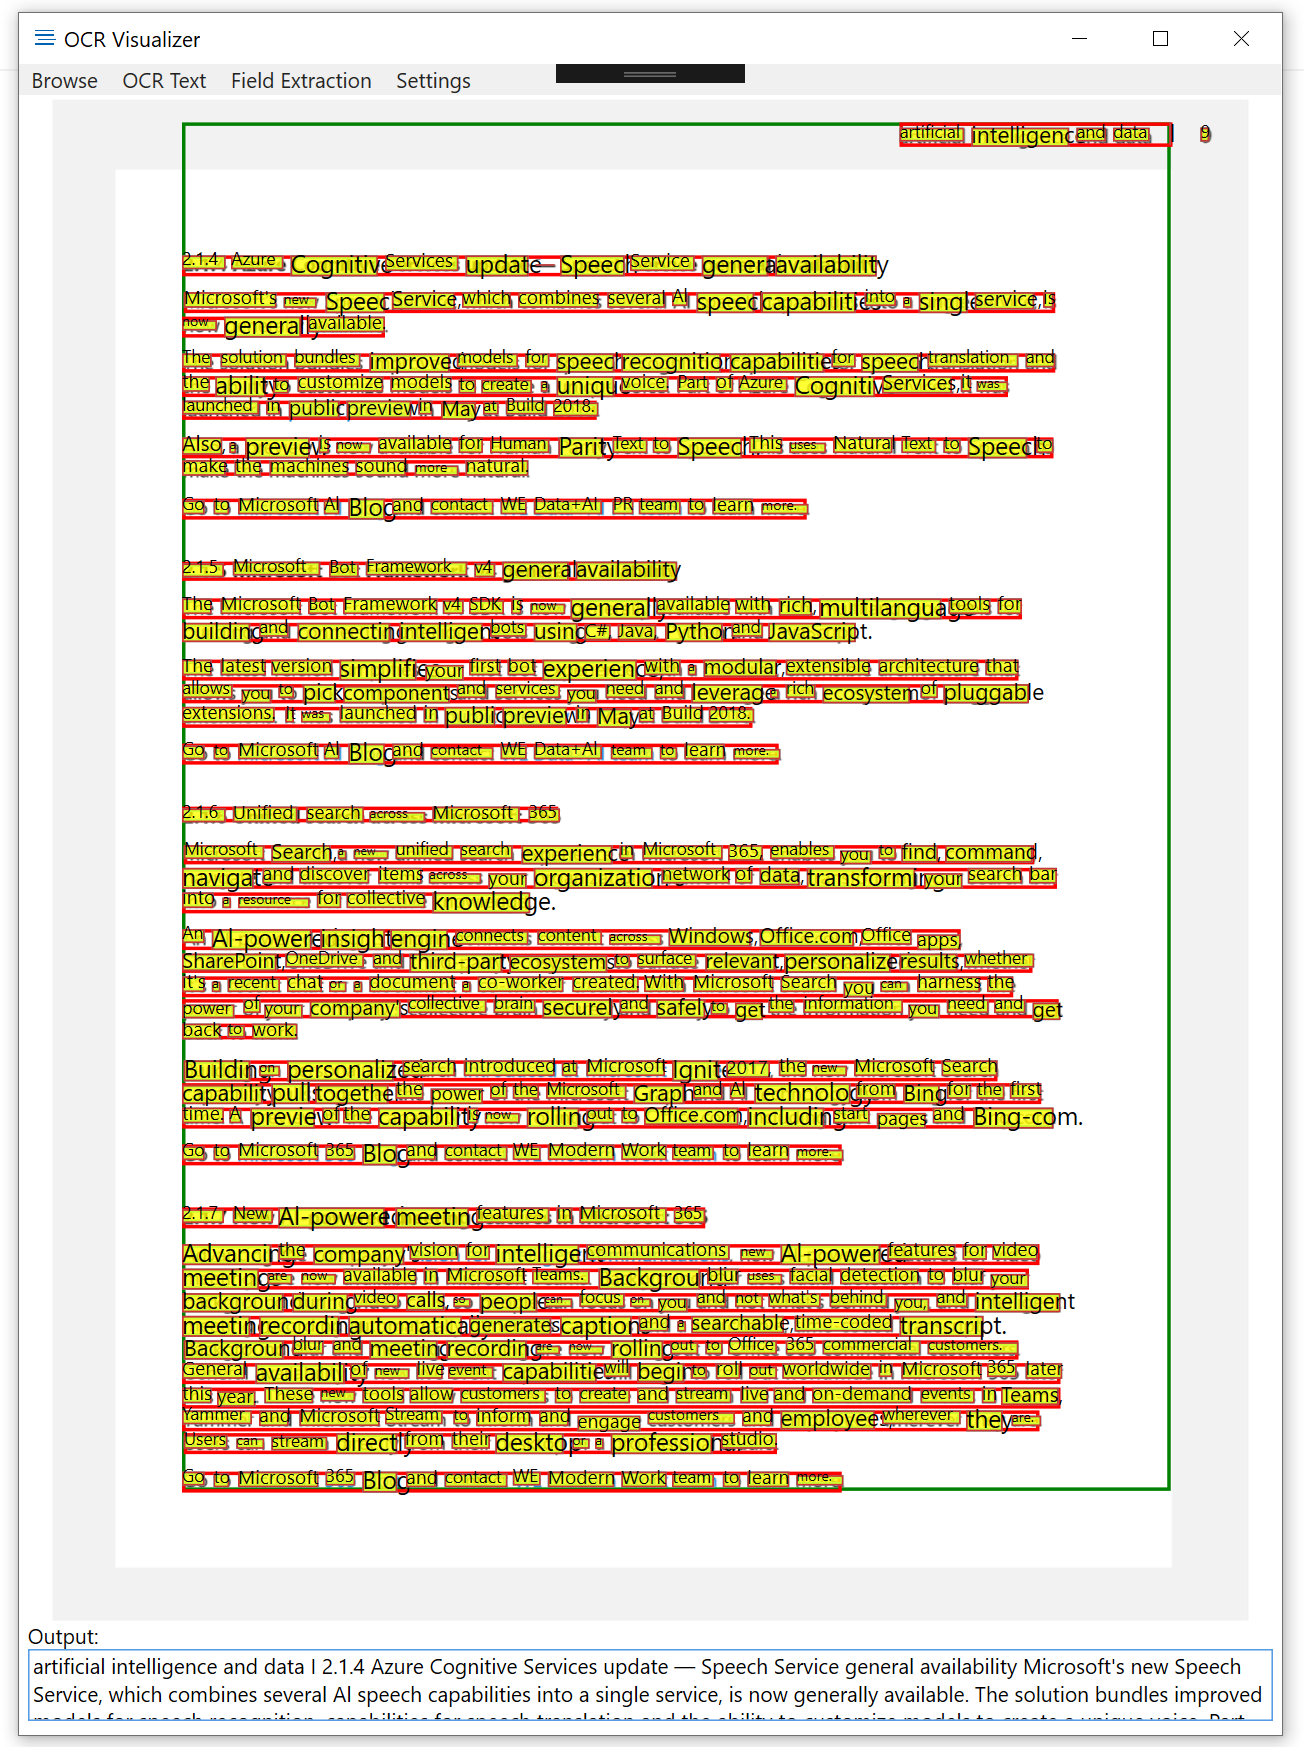 OCR Visualizer
Browse OCR Text Field Extraction Settings
artificial intelligence and data | 9
2.1.4 Azure Cognitive Services update — Speech Service general availability
Microsoft's new Speech Service, which combines several AI speech capabilities into a single service, is
now generally available.
The solution bundles improved models for speech recognition capabilities for speech translation and
the ability to customize models to create a unique voice. Part of Azure Cognitive Services, it was
launched in public preview in May at Build 2018.
Also, a preview is now available for Human Parity Text to Speech. This uses Natural Text to Speech to
make the machines sound more natural.
Go to Microsoft AI Blog and contact WE Data+AI PR team to learn more.
2.1.5 Microsoft Bot Framework v4 general availability
The Microsoft Bot Framework v4 SDK is now generally available with rich, multilanguage tools for
building and connecting intelligent bots using C#, Java, Python and JavaScript.
The latest version simplifies your first bot experience with a modular, extensible architecture that
allows you to pick components and services you need and leverage a rich ecosystem of pluggable
extensions. It was launched in public preview in May at Build 2018.
Go to Microsoft AI Blog and contact WE Data+AI team to learn more.
2.1.6 Unified search across Microsoft 365
Microsoft Search, a new unified search experience in Microsoft 365, enables you to find, command,
navigate and discover items across your organization network of data, transforming your search bar
into a resource for collective knowledge.
An AI-powered insight engine connects content across Windows, Office.com, Office apps,
SharePoint, OneDrive and third-party ecosystems to surface relevant, personalized results, whether
it's a recent chat or a document a co-worker created. With Microsoft Search you can harness the
power of your company's collective brain securely and safely to get the information you need and get
back to work.
Building on personalized search introduced at Microsoft Ignite 2017, the new Microsoft Search
capability pulls together the power of the Microsoft Graph and AI technology from Bing for the first
time. A preview of the capability is now rolling out to Office.com, including start pages and Bing-com.
Go to Microsoft 365 Blog and contact WE Modern Work team to learn more.
2.1.7 New AI-powered meeting features in Microsoft 365
Advancing the company vision for intelligent communications, new AI-powered features for video
meetings are now available in Microsoft Teams. Background blur uses facial detection to blur your
background during video calls, so people can focus on you and not what's behind you, and intelligent
meeting recording automatically generates captions and a searchable, time-coded transcript.
Background blur and meeting recording are now rolling out to Office 365 commercial customers.
General availability of new live event capabilities will begin to roll out worldwide in Microsoft 365 later
this year. These new tools allow customers to create and stream live and on-demand events in Teams,
Yammer and Microsoft Stream to inform and engage customers and employees wherever they are.
Users can stream directly from their desktop or a professional studio.
Go to Microsoft 365 Blog and contact WE Modern Work team to learn more.
Output:
artificial intelligence and data I 2.1.4 Azure Cognitive Services update — Speech Service general availability Microsoft's new Speech
Service, which combines several AI speech capabilities into a single service, is now generally available. The solution bundles improved
models for speech recognition, capabilities for speech translation and the ability to customize models to create a unique voice. Part